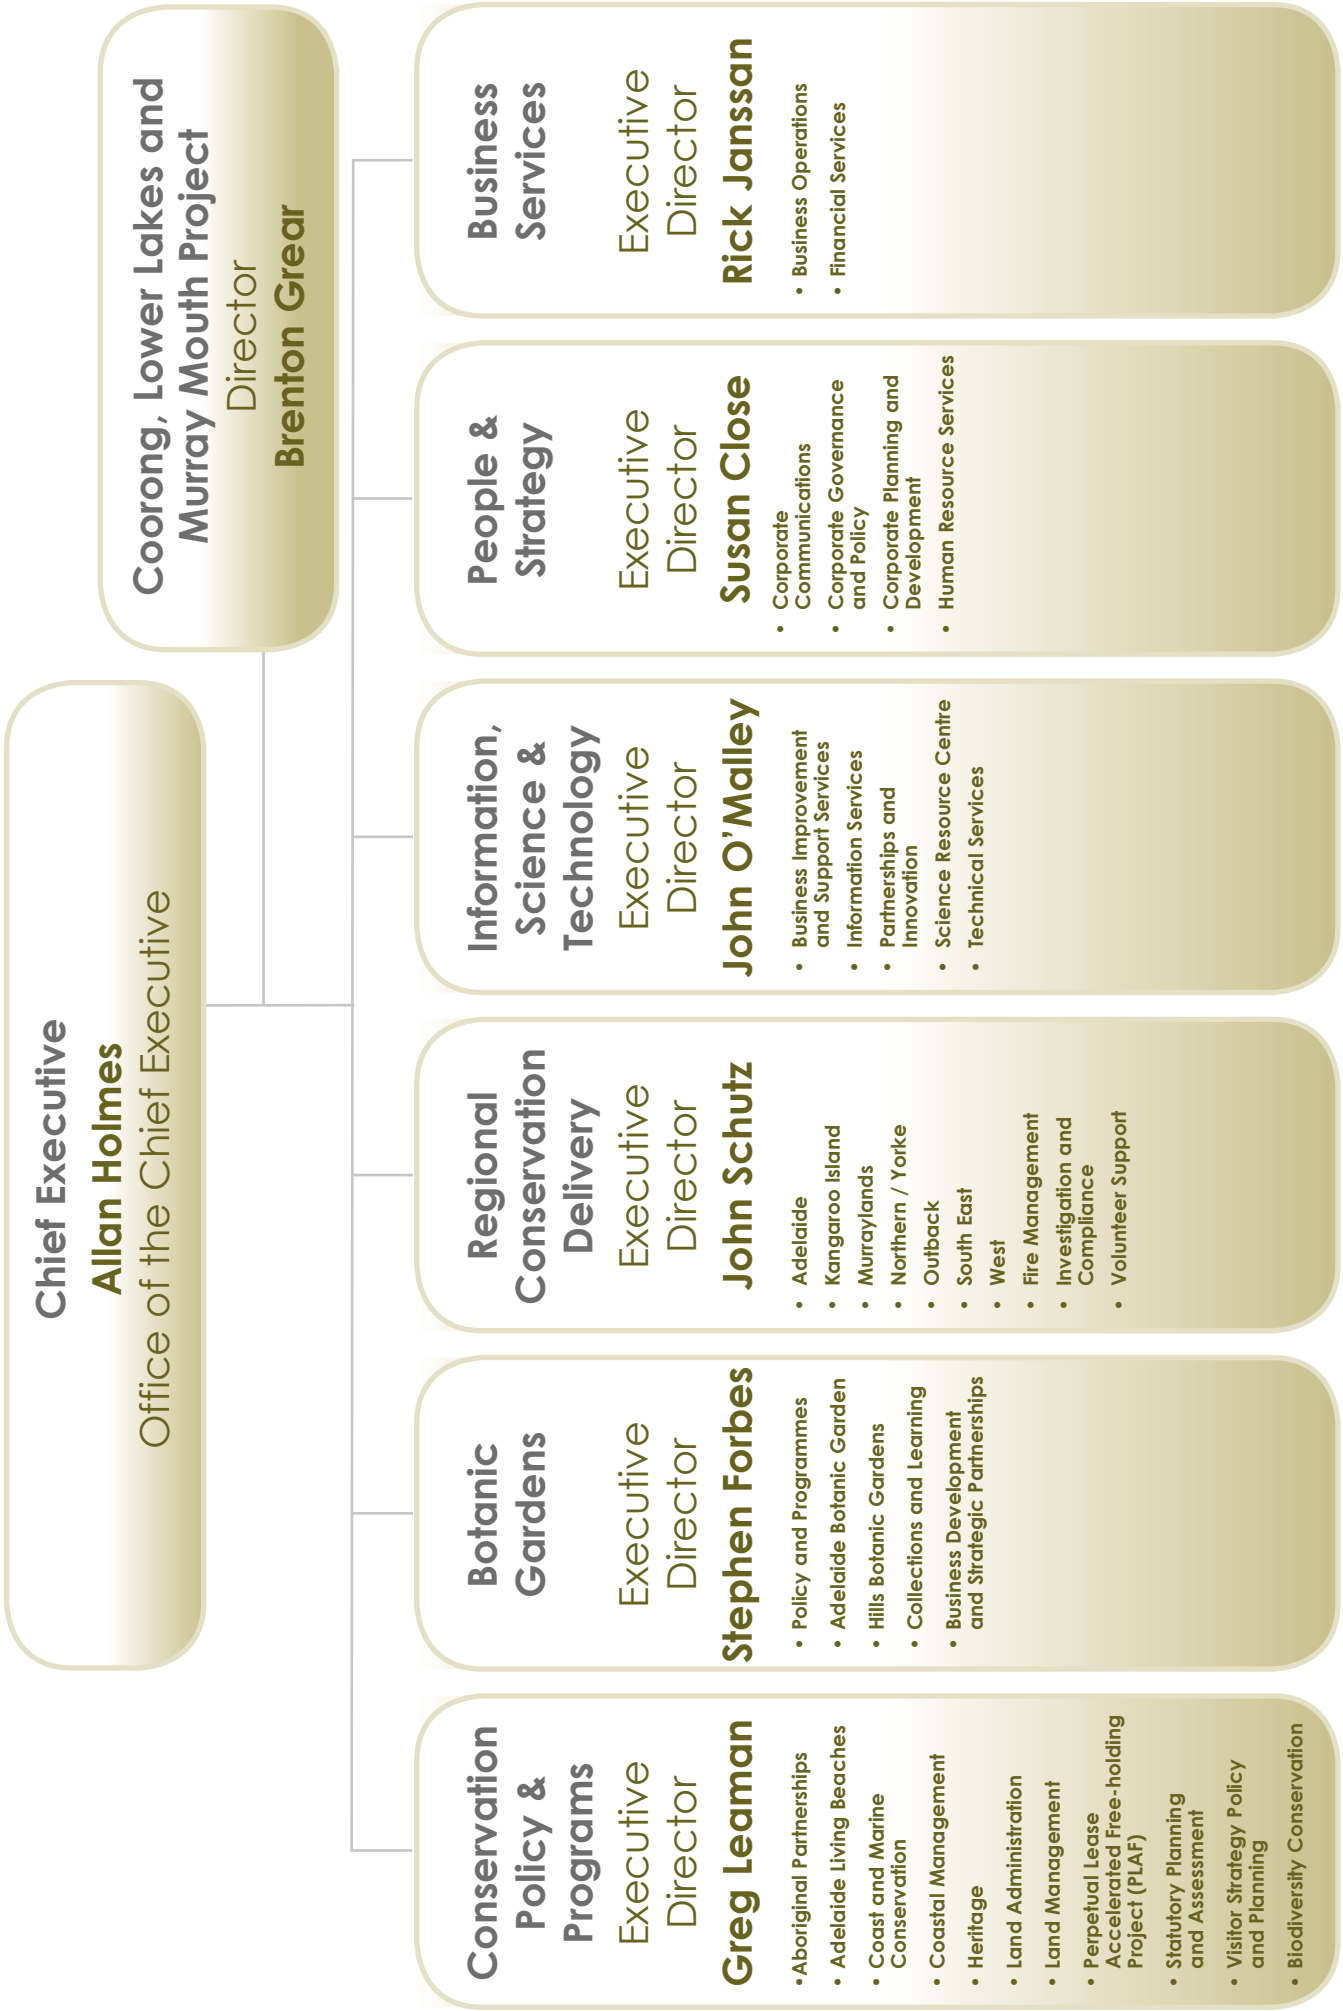 Chief Executive
Allan Holmes
Office of the Chief Executive
Coorong, Lower Lakes and
Murray Mouth Project
Director
Brenton Grear
Conservation
Policy &
Programs
Executive
Director
Greg Leaman
• Aboriginal Partnerships
• Adelaide Living Beaches
• Coast and Marine
Conservation
• Coastal Management
• Heritage
• Land Administration
• Land Management
• Perpetual Lease
Accelerated Free-holding
Project (PLAF)
• Statutory Planning
and Assessment
• Visitor Strategy Policy
and Planning
• Biodiversity Conservation
Botanic
Gardens
Executive
Director
Stephen Forbes
• Policy and Programmes
• Adelaide Botanic Garden
• Hills Botanic Gardens
• Collections and Learning
• Business Development
and Strategic Partnerships
Regional
Conservation
Delivery
Executive
Director
John Schutz
• Adelaide
• Kangaroo Island
• Murraylands
• Northern / Yorke
• Outback
• South East
• West
• Fire Management
• Investigation and
Compliance
• Volunteer Support
Information,
Science &
Technology
Executive
Director
John O’Malley
• Business Improvement
and Support Services
• Information Services
• Partnerships and
Innovation
• Science Resource Centre
• Technical Services
People &
Strategy
Executive
Director
Susan Close
• Corporate
Communications
• Corporate Governance
and Policy
• Corporate Planning and
Development
• Human Resource Services
Business
Services
Executive
Director
Rick Janssan
• Business Operations
• Financial Services